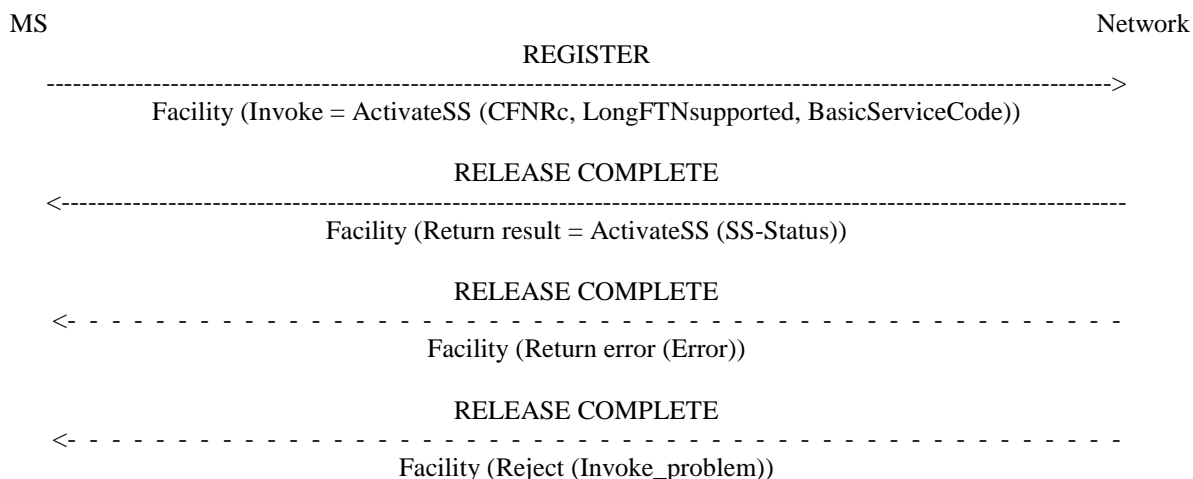 MS Network
REGISTER
------------------------------------------------------------------------------------------------------------------------>
Facility (Invoke = ActivateSS (CFNRc, LongFTNsupported, BasicServiceCode))
RELEASE COMPLETE
<------------------------------------------------------------------------------------------------------------------------
Facility (Return result = ActivateSS (SS-Status))
RELEASE COMPLETE
<- - - - - - - - - - - - - - - - - - - - - - - - - - - - - - - - - - - - - - - - - - - - - - - -
Facility (Return error (Error))
RELEASE COMPLETE
<- - - - - - - - - - - - - - - - - - - - - - - - - - - - - - - - - - - - - - - - - - - - - - - -
Facility (Reject (Invoke_problem))